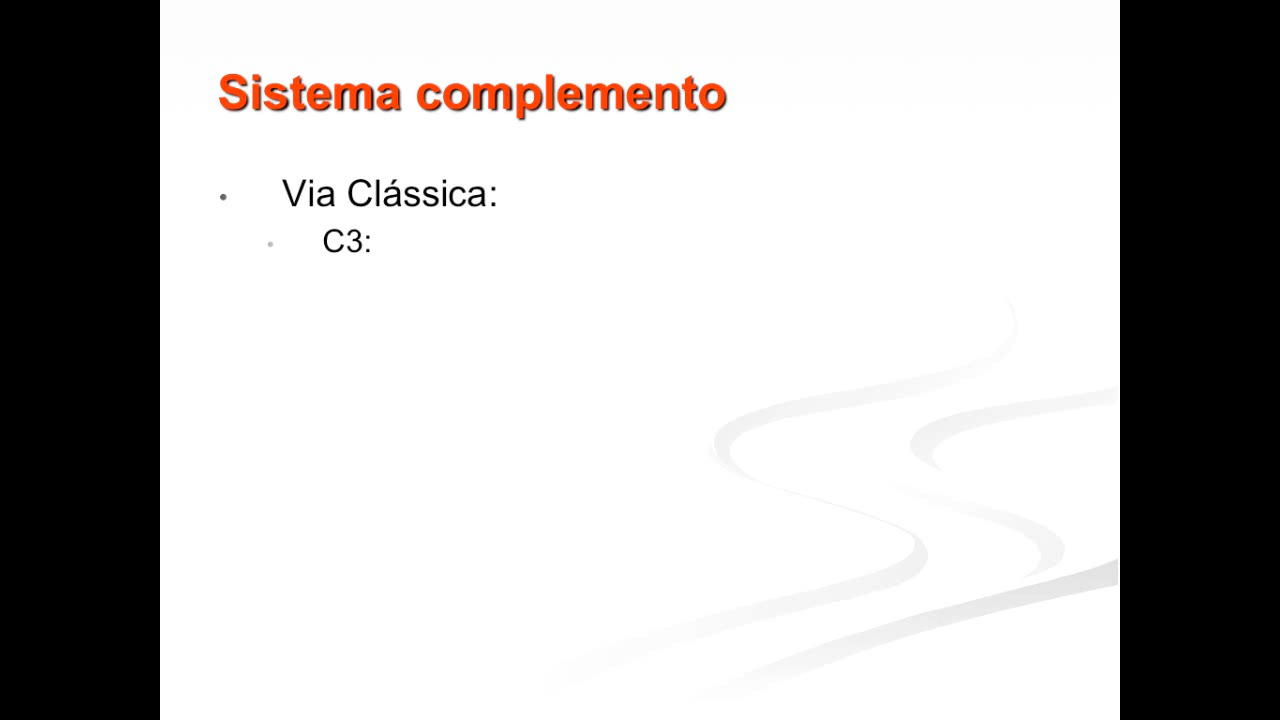 Sistema complemento
• Via Clássica:
• C3: